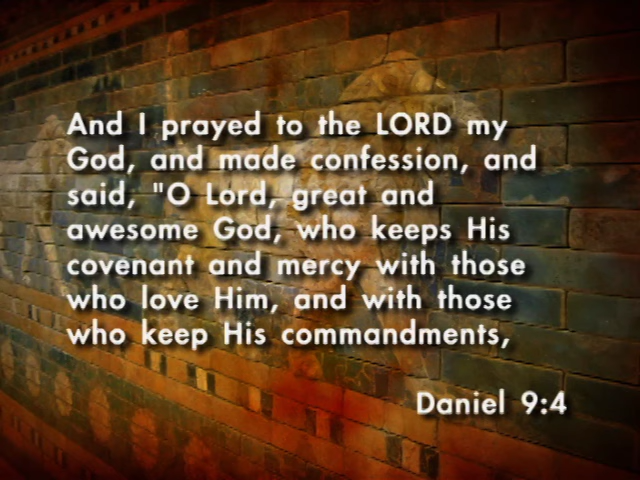 And I prayed to the LORD my
God, and made confession, and
said, "O Lord, great and
awesome God, who keeps His
covenant and mercy with those
who love Him, and with those
who keep His commandments,
Daniel 9:4